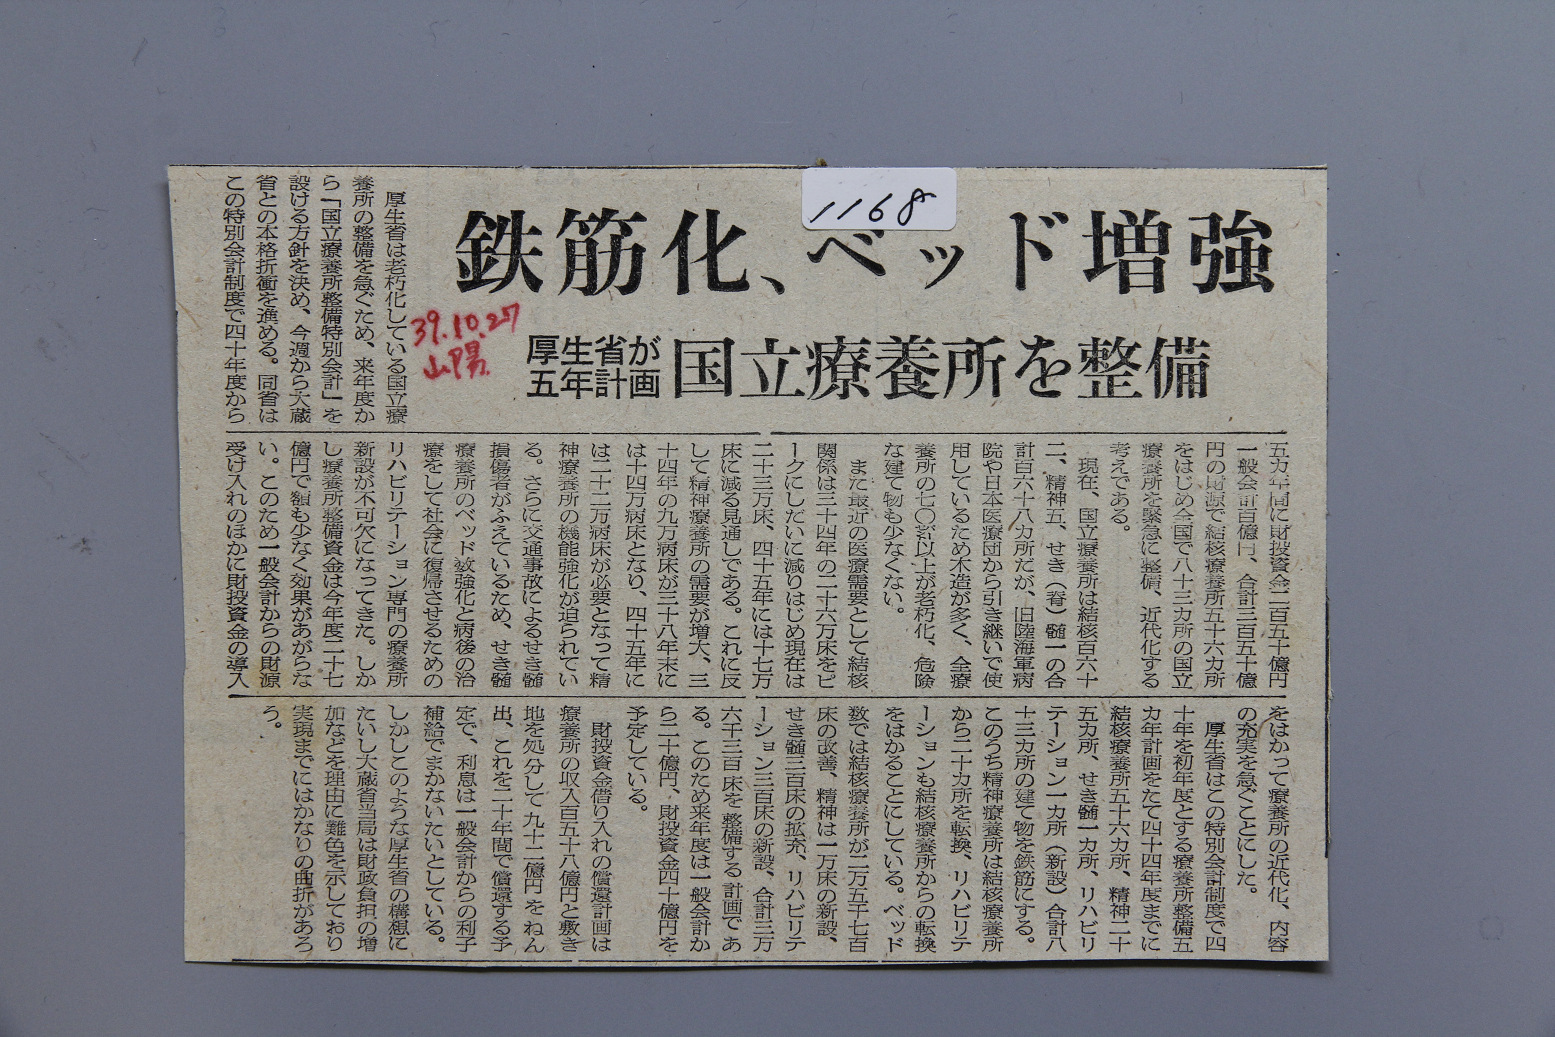 1168
鉄筋化、ベッド増強
厚生省が
五年計画
国立療養所を整備
39.10.27
山陽
厚生省は老朽化している国立療
養所の整備を急ぐため、来年度か
ら「国立療養所整備特別会計」を
設ける方針を決め、今週から大蔵
省との本格折衝を進める。同省は
この特別会計制度で四十年度から
五カ年間に財投資金二百五十億円
一般会計百億円、合計三百五十億
円の財源で結核療養所五十六カ所
をはじめ全国で八十三カ所の国立
療養所を緊急に整備、近代化する
考えである。
現在、国立療養所は結核百六十
二、精神五、せき（脊）髄一の合
計百六十八カ所だが、旧陸海軍病
院や日本医療団から引き継いで使
用しているため木造が多く、全療
養所の七〇%以上が老朽化、危険
な建て物も少なくない。
また最近の医療需要として結核
関係は三十四年の二十六万床をピ
ークにしだいに減りはじめ現在は
二十三万床、四十五年には十七万
床に減る見通しである。これに反
して精神療養所の需要が増大、三
十四年の九万病床が三十八年末に
は十四万病床となり、四十五年に
は二十二万病床が必要となって精
神療養所の機能強化が迫られてい
る。さらに交通事故によるせき髄
損傷者がふえているため、せき髄
療養所のベッド数強化と病後の治
療をして社会に復帰させるための
リハビリテーション専門の療養所
新設が不可欠になってきた。しか
し療養所整備資金は今年度二十七
億円で額も少なく効果があがらな
い。このため一般会計からの財源
受け入れのほかに財投資金の導入
をはかって療養所の近代化、内容
の充実を急ぐことにした。
厚生省はこの特別会計制度で四
十年を初年度とする療養所整備五
カ年計画をたて四十四年度までに
結核療養所五十六カ所、精神二十
五カ所、せき髄一カ所、リハビリ
テーション一カ所（新設）合計八
十三カ所の建て物を鉄筋にする。
このうち精神療養所は結核療養所
から二十カ所を転換、リハビリテ
ーションも結核療養所からの転換
をはかることにしている。ベッド
数では結核療養所が二万五千七百
床の改善、精神は一万床の新設、
せき髄三百床の拡充、リハビリテ
ーション三百床の新設、合計三万
六千三百床を整備する計画であ
る。このため来年度は一般会計か
ら二十億円、財投資金四十億円を
予定している。
財投資金借り入れの償還計画は
療養所の収入百五十八億円と敷き
地を処分して九十二億円をねん
出、これを二十年間で償還する予
定で、利息は一般会計からの利子
補給でまかないたいとしている。
しかしこのような厚生省の構想に
たいし大蔵省当局は財政負担の増
加などを理由に難色を示しており
実現までにはかなりの曲折があろ
う。